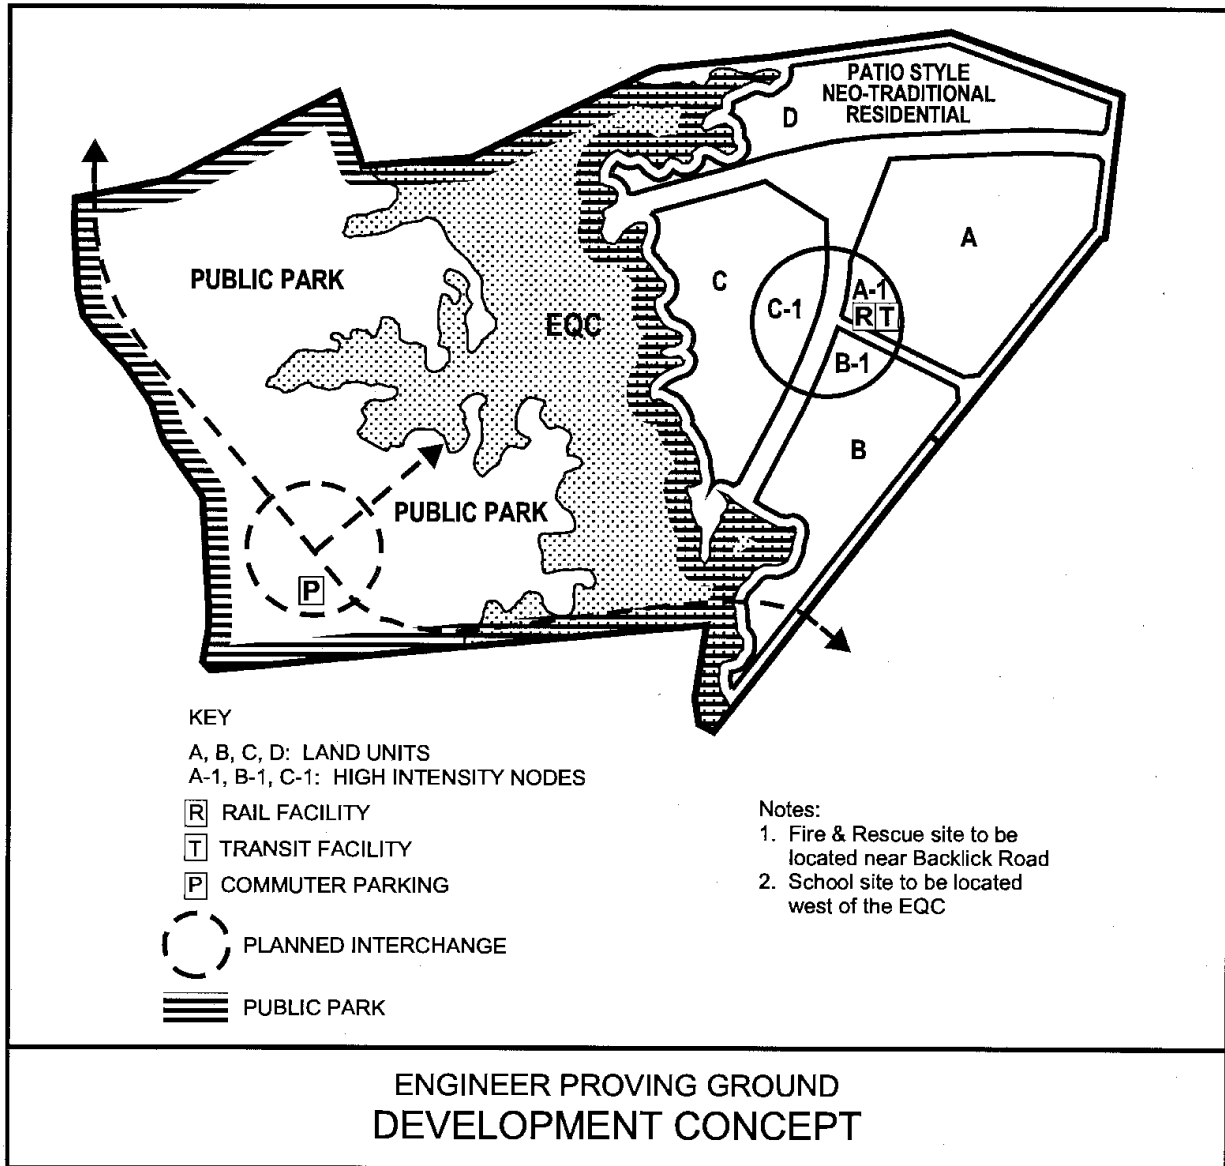 PATIO STYLE
NEO-TRADITIONAL
RESIDENTIAL
D
A
PUBLIC PARK
C
A-1
C-1
EQC
R T
B-1
B
PUBLIC PARK
P
KEY
A, B, C, D: LAND UNITS
A-1, B-1, C-1: HIGH INTENSITY NODES
R RAIL FACILITY
T TRANSIT FACILITY
P COMMUTER PARKING
PLANNED INTERCHANGE
PUBLIC PARK
Notes:
1. Fire & Rescue site to be
located near Backlick Road
2. School site to be located
west of the EQC
ENGINEER PROVING GROUND
DEVELOPMENT CONCEPT